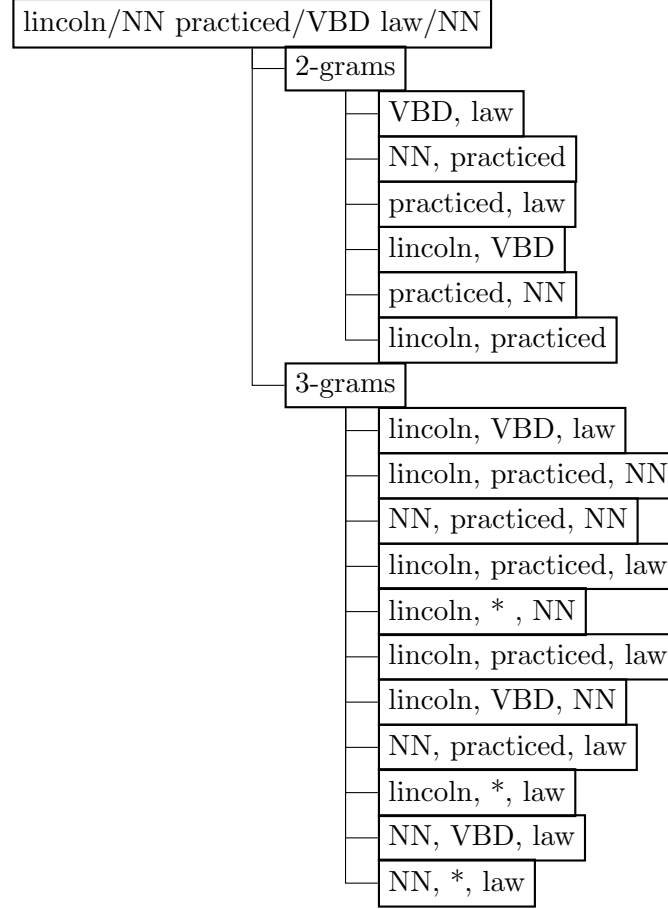 lincoln/NN practiced/VBD law/NN
2-grams
VBD, law
NN, practiced
practiced, law
lincoln, VBD
practiced, NN
lincoln, practiced
3-grams
lincoln, VBD, law
lincoln, practiced, NN
NN, practiced, NN
lincoln, practiced, law
lincoln, * , NN
lincoln, practiced, law
lincoln, VBD, NN
NN, practiced, law
lincoln, *, law
NN, VBD, law
NN, *, law